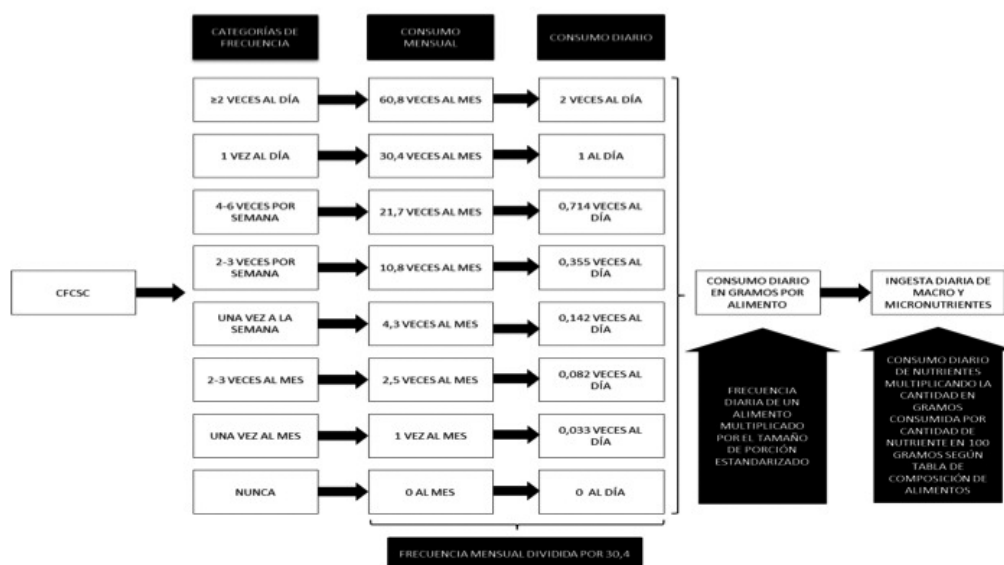 CATEGORÍAS DE
FRECUENCIA
CONSUMO
MENSUAL
CONSUMO DIARIO
≥2 VECES AL DÍA
60,8 VECES AL MES
2 VECES AL DÍA
1 VEZ AL DÍA
30,4 VECES AL MES
1 AL DÍA
4-6 VECES POR
SEMANA
21,7 VECES AL MES
0,714 VECES AL
DÍA
2-3 VECES POR
SEMANA
10,8 VECES AL MES
0,355 VECES AL
DÍA
CFCSC
UNA VEZ A LA
SEMANA
4,3 VECES AL MES
0,142 VECES AL
DÍA
2-3 VECES AL MES
2,5 VECES AL MES
0,082 VECES AL
DÍA
UNA VEZ AL MES
1 VEZ AL MES
0,033 VECES AL
DÍA
NUNCA
0 AL MES
0 AL DÍA
FRECUENCIA MENSUAL DIVIDIDA POR 30,4
CONSUMO DIARIO
EN GRAMOS POR
ALIMENTO
INGESTA DIARIA DE
MACRO Y
MICRONUTRIENTES
FRECUENCIA
DIARIA DE UN
ALIMENTO
MULTIPLICADO
POR EL TAMAÑO
DE PORCIÓN
ESTANDARIZADO
CONSUMO DIARIO
DE NUTRIENTES
MULTIPLICANDO LA
CANTIDAD EN
GRAMOS
CONSUMIDA POR
CANTIDAD DE
NUTRIENTE EN 100
GRAMOS SEGÚN
TABLA DE
COMPOSICIÓN DE
ALIMENTOS